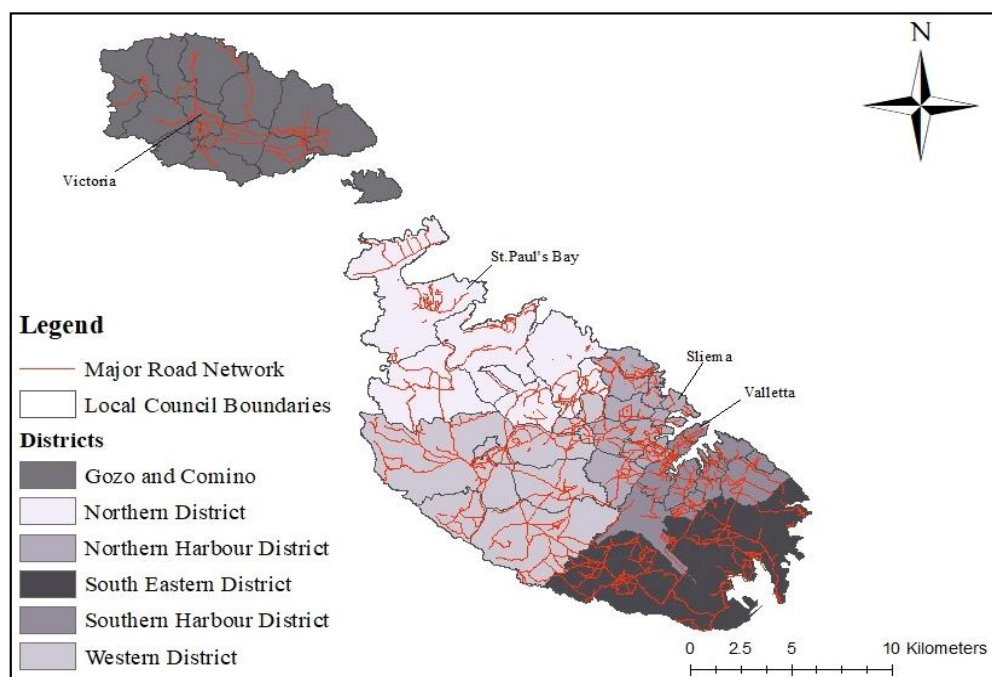 N
Victoria
St.Paul's Bay
Sliema
Valletta
Legend
Major Road Network
Local Council Boundaries
Districts
Gozo and Comino
Northern District
Northern Harbour District
South Eastern District
Southern Harbour District
Western District
0 2.5 5 10 Kilometers